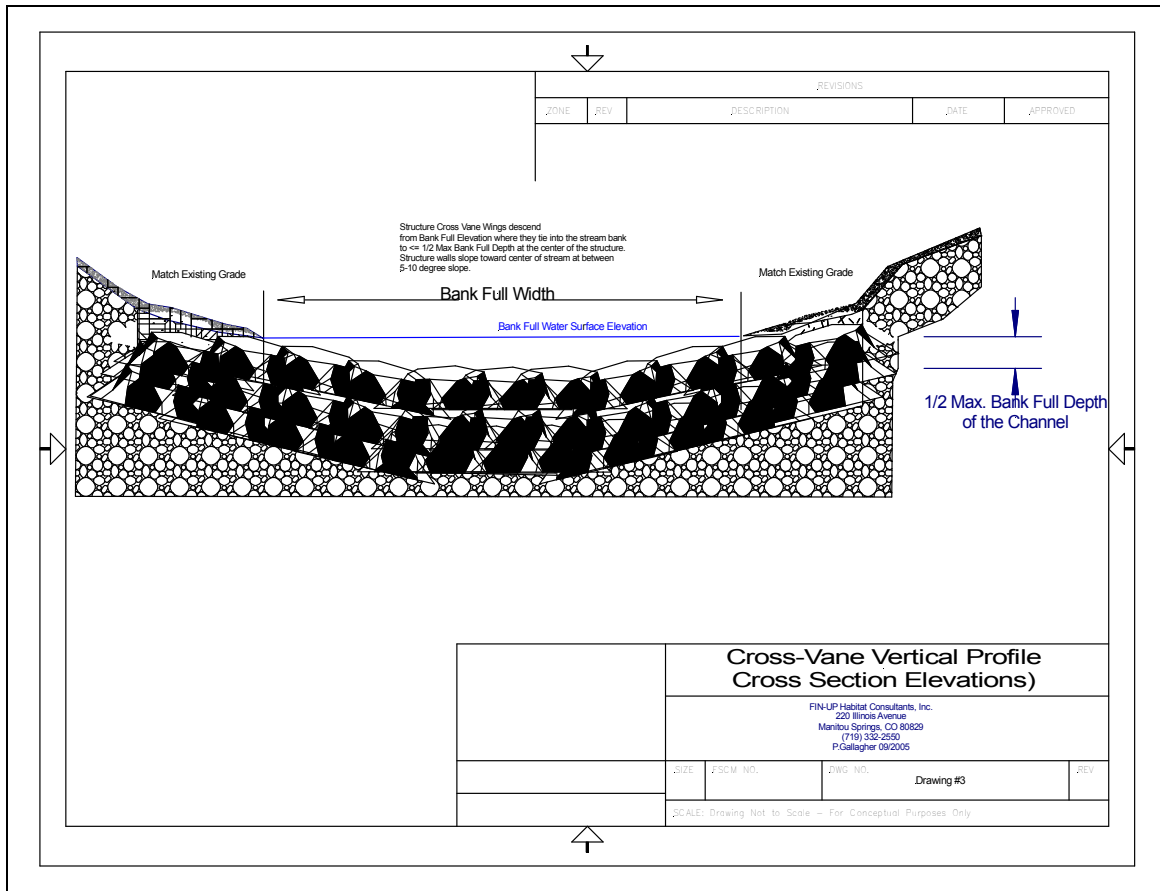 REVISIONS
ZONE REV DESCRIPTION DATE APPROVED
Structure Cross Vane Wings descend
from Bank Full Elevation where they tie into the stream bank
to <= 1/2 Max Bank Full Depth at the center of the structure.
Structure walls slope toward center of stream at between
5-10 degree slope.
Match Existing Grade
Match Existing Grade
Bank Full Width
Bank Full Water Surface Elevation
1/2 Max. Bank Full Depth
of the Channel
Cross-Vane Vertical Profile
Cross Section Elevations)
FIN-UP Habitat Consultants, Inc.
220 Illinois Avenue
Manitou Springs, CO 80829
(719) 332-2550
P.Gallagher 09/2005
SIZE FSCM NO. DWG NO. REV
Drawing #3
SCALE: Drawing Not to Scale – For Conceptual Purposes Only